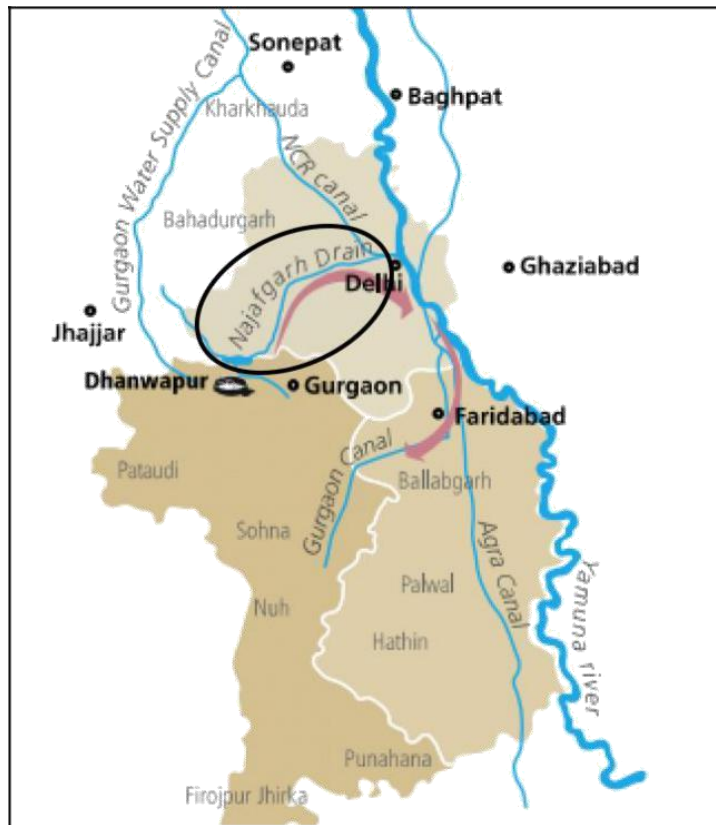 Sonepat
Gurgaon Water Supply Canal
Kharkhauda
Baghpat
NCR canal
Bahadurgarh
Najafgarh Drain
Delhi
Ghaziabad
Jhajjar
Dhanwapur
Gurgaon
Faridabad
Gurgaon Canal
Pataudi
Ballabgarh
Sohna
Agra Canal
Yamuna river
Nuh
Palwal
Hathin
Punahana
Firojpur Jhirka